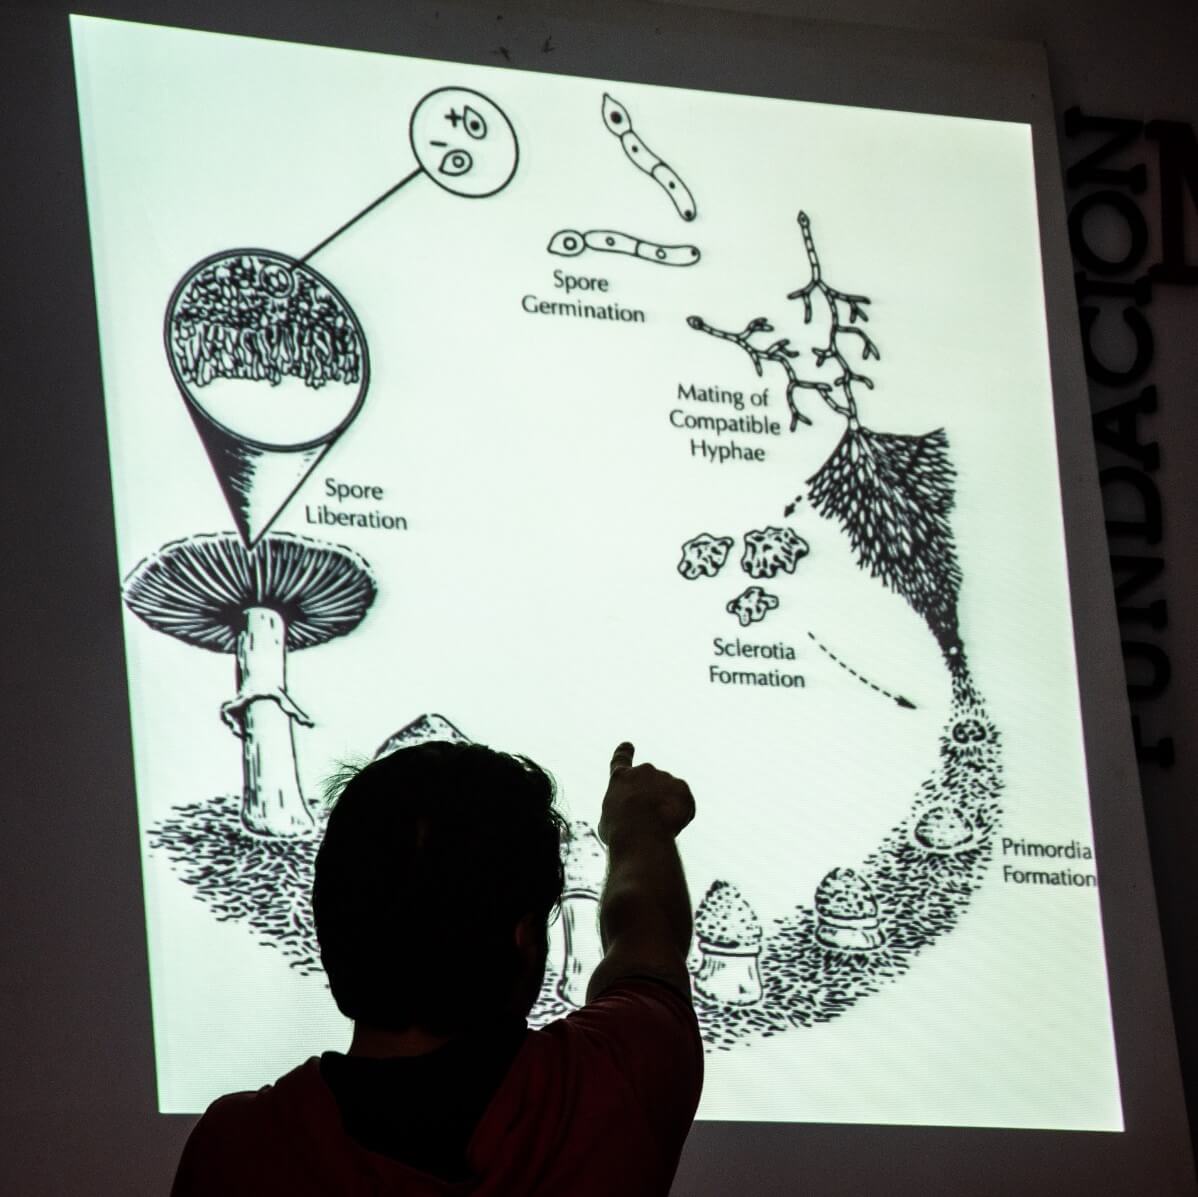 +
-
Spore
Germination
Mating of
Compatible
Hyphae
Spore
Liberation
Sclerotia
Formation
Primordia
Formation
FUNDACION